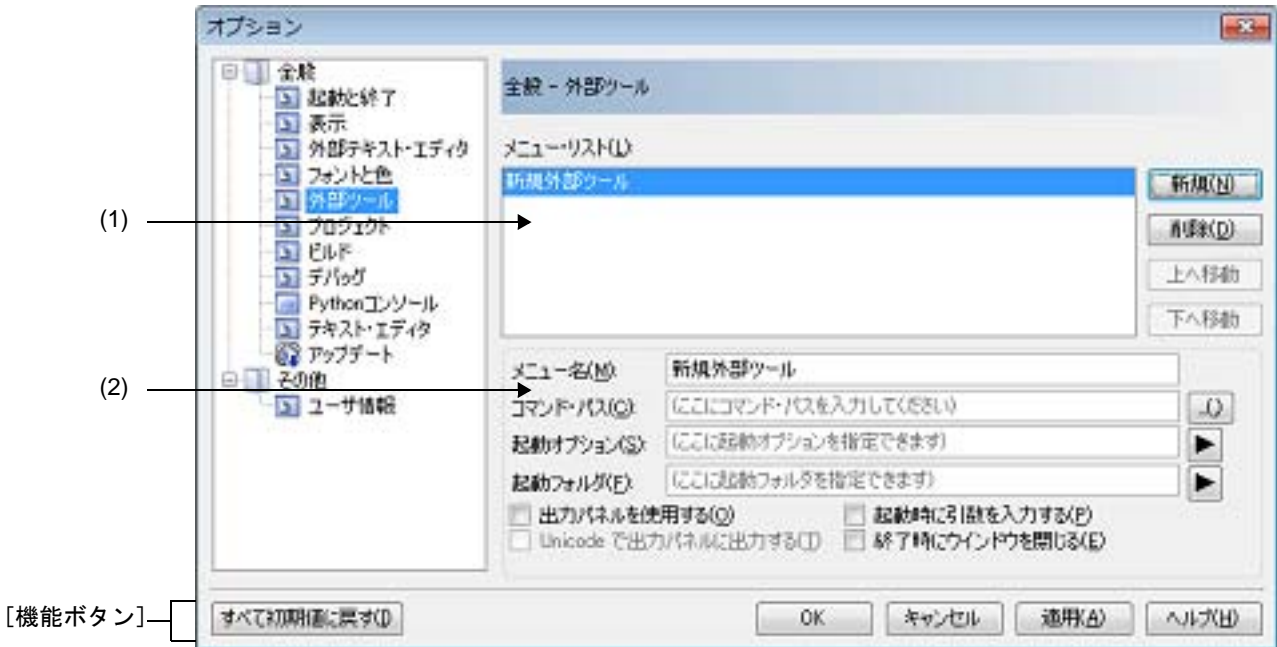 オプション
全般
起動と終了
表示
外部テキスト・エディタ
フォントと色
外部ツール
プロジェクト
ビルド
デバッグ
Pythonコンソール
テキスト・エディタ
アップデート
その他
ユーザ情報
全般 - 外部ツール
メニュー・リスト(L):
新規外部ツール
新規(N)
削除(D)
上へ移動
下へ移動
(1)
(2)
メニュー名(M): 新規外部ツール
コマンド・パス(C): (ここにコマンド・パスを入力してください)
起動オプション(S): (ここに起動オプションを指定できます)
起動フォルダ(F): (ここに起動フォルダを指定できます)
出力パネルを使用する(O) 起動時に引数を入力する(P)
Unicode で出力パネルに出力する(T) 終了時にウインドウを閉じる(E)
[機能ボタン]
すべて初期値に戻す(I) OK キャンセル 適用(A) ヘルプ(H)